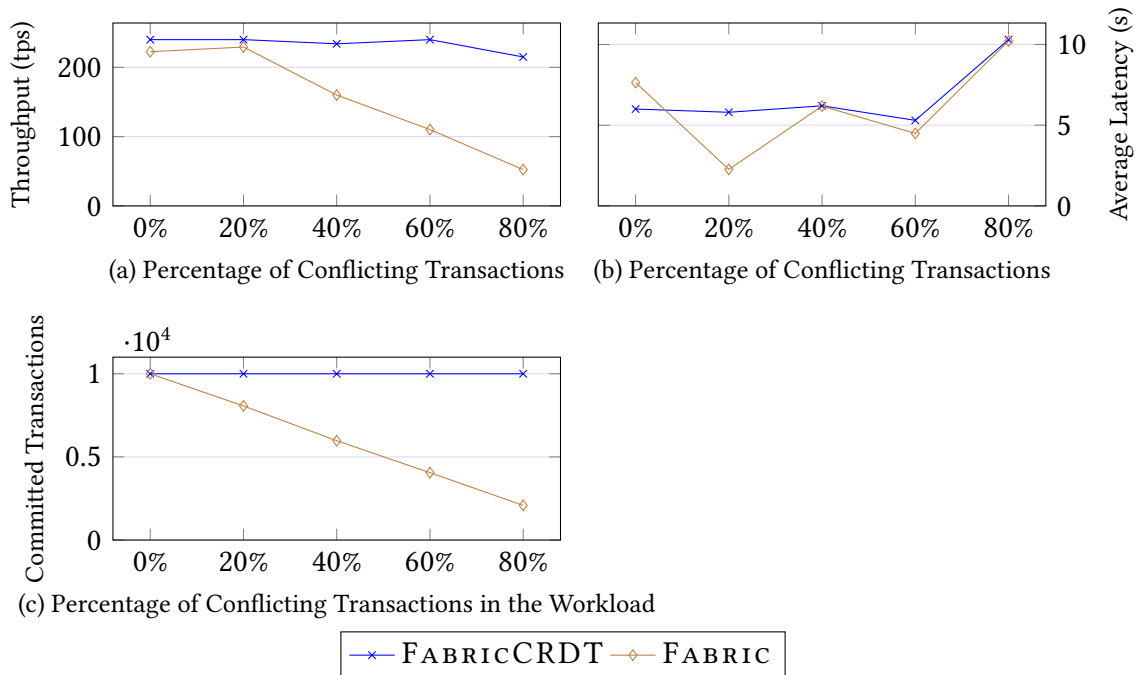 Throughput (tps)
200
100
0
0% 20% 40% 60% 80%
(a) Percentage of Conflicting Transactions
Average Latency (s)
10
5
0
0% 20% 40% 60% 80%
(b) Percentage of Conflicting Transactions
Committed Transactions
·10⁴
1
0.5
0
0% 20% 40% 60% 80%
(c) Percentage of Conflicting Transactions in the Workload
FABRICCRDT FABRIC